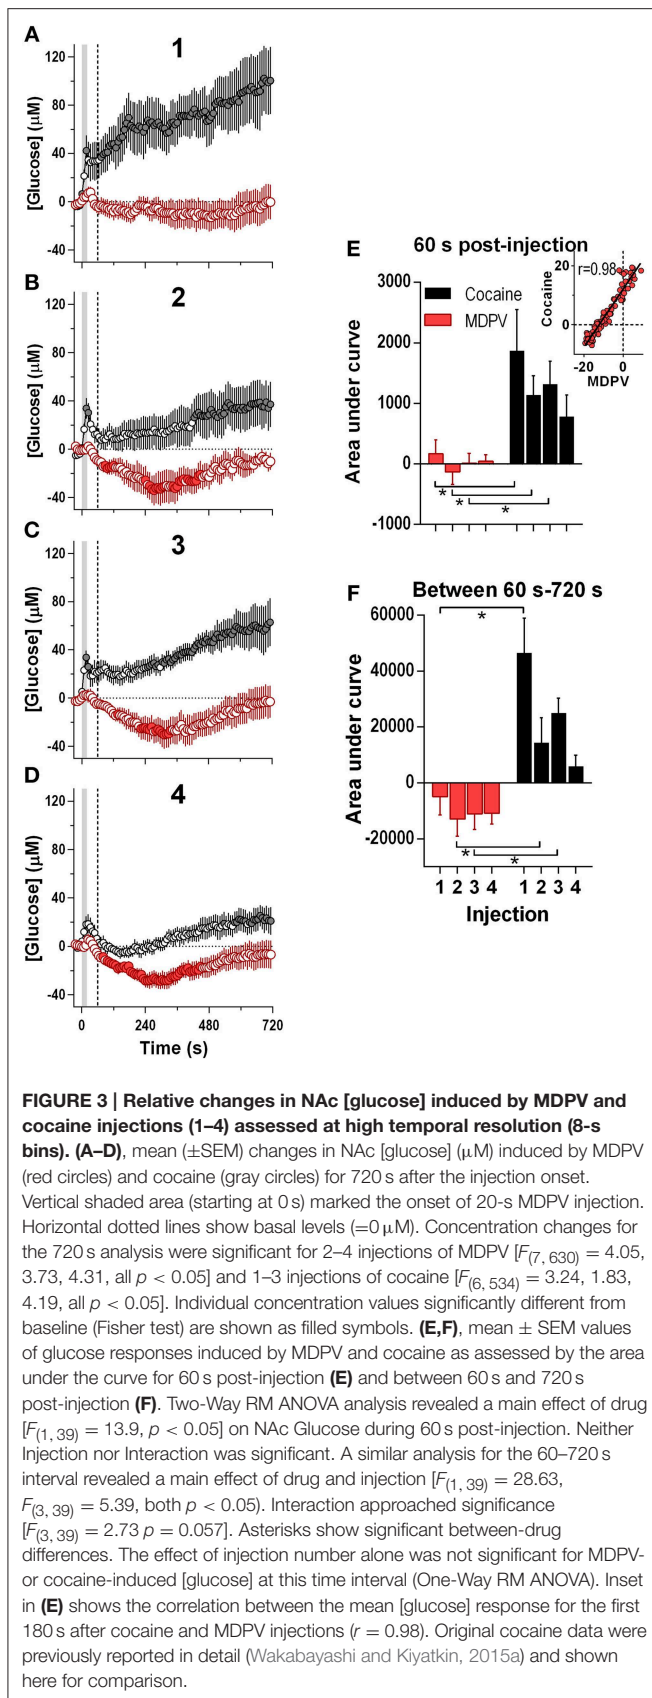 A
1
120
80
40
0
-40
[Glucose] (μM)
B
2
120
80
40
0
-40
[Glucose] (μM)
C
3
120
80
40
0
-40
[Glucose] (μM)
D
4
120
80
40
0
-40
[Glucose] (μM)
0 240 480 720
Time (s)
E 60 s post-injection
3000
2000
1000
0
-1000
Area under curve
Cocaine
MDPV
* * *
r=0.98
20
0
Cocaine
-20 0
MDPV
F Between 60 s-720 s
60000
40000
20000
0
-20000
Area under curve
*
* *
1 2 3 4 1 2 3 4
Injection
FIGURE 3 | Relative changes in NAc [glucose] induced by MDPV and
cocaine injections (1–4) assessed at high temporal resolution (8-s
bins). (A–D), mean (±SEM) changes in NAc [glucose] (μM) induced by MDPV
(red circles) and cocaine (gray circles) for 720 s after the injection onset.
Vertical shaded area (starting at 0 s) marked the onset of 20-s MDPV injection.
Horizontal dotted lines show basal levels (=0 μM). Concentration changes for
the 720 s analysis were significant for 2–4 injections of MDPV [F(7, 630) = 4.05,
3.73, 4.31, all p < 0.05] and 1–3 injections of cocaine [F(6, 534) = 3.24, 1.83,
4.19, all p < 0.05]. Individual concentration values significantly different from
baseline (Fisher test) are shown as filled symbols. (E,F), mean ± SEM values
of glucose responses induced by MDPV and cocaine as assessed by the area
under the curve for 60 s post-injection (E) and between 60 s and 720 s
post-injection (F). Two-Way RM ANOVA analysis revealed a main effect of drug
[F(1, 39) = 13.9, p < 0.05] on NAc Glucose during 60 s post-injection. Neither
Injection nor Interaction was significant. A similar analysis for the 60–720 s
interval revealed a main effect of drug and injection [F(1, 39) = 28.63,
F(3, 39) = 5.39, both p < 0.05). Interaction approached significance
[F(3, 39) = 2.73 p = 0.057]. Asterisks show significant between-drug
differences. The effect of injection number alone was not significant for MDPV-
or cocaine-induced [glucose] at this time interval (One-Way RM ANOVA). Inset
in (E) shows the correlation between the mean [glucose] response for the first
180 s after cocaine and MDPV injections (r = 0.98). Original cocaine data were
previously reported in detail (Wakabayashi and Kiyatkin, 2015a) and shown
here for comparison.